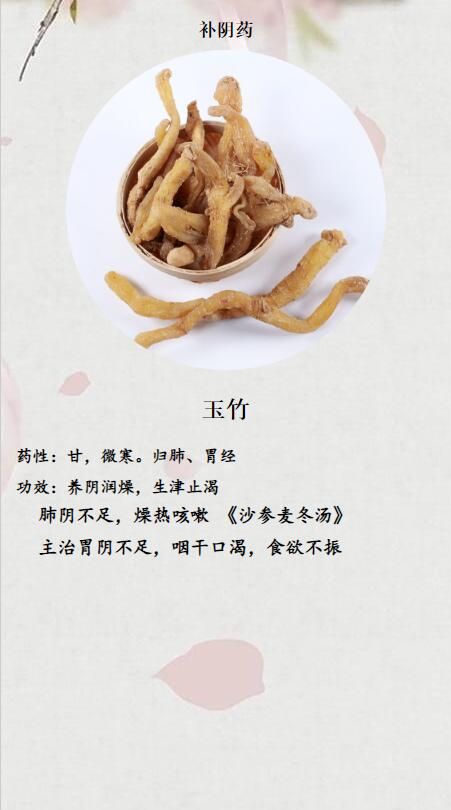 补阴药
玉竹
药性：甘，微寒。归肺、胃经
功效：养阴润燥，生津止渴
肺阴不足，燥热咳嗽 《沙参麦冬汤》
主治胃阴不足，咽干口渴，食欲不振